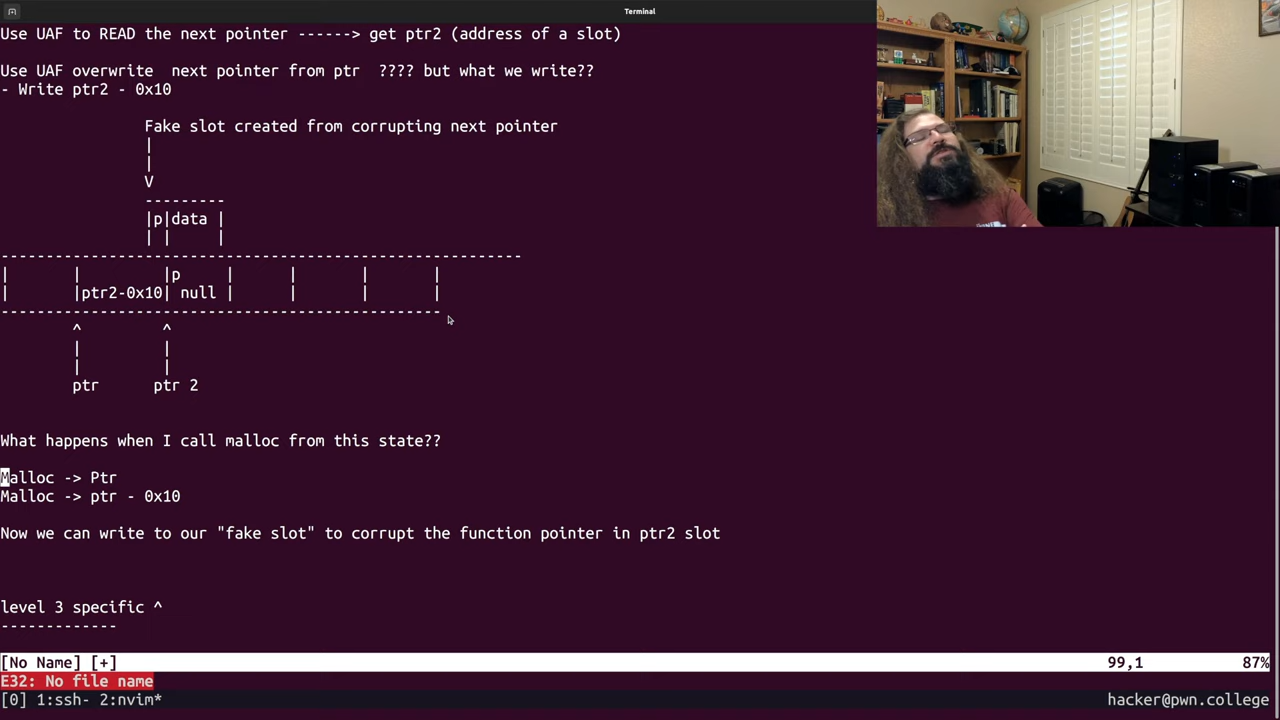 Terminal
Use UAF to READ the next pointer ------> get ptr2 (address of a slot)
Use UAF overwrite  next pointer from ptr  ???? but what we write??
- Write ptr2 - 0x10
Fake slot created from corrupting next pointer
|
|
V
---------
|p|data |
| |     |
----------------------------------------------------------
|       |         |p     |      |       |       |
|       |ptr2-0x10| null |      |       |       |
-------------------------------------------------
^         ^
|         |
|         |
ptr      ptr 2
What happens when I call malloc from this state??
Malloc -> Ptr
Malloc -> ptr - 0x10
Now we can write to our "fake slot" to corrupt the function pointer in ptr2 slot
level 3 specific ^
-------------
[No Name] [+] 99,1 87%
E32: No file name
[0] 1:ssh- 2:nvim* hacker@pwn.college